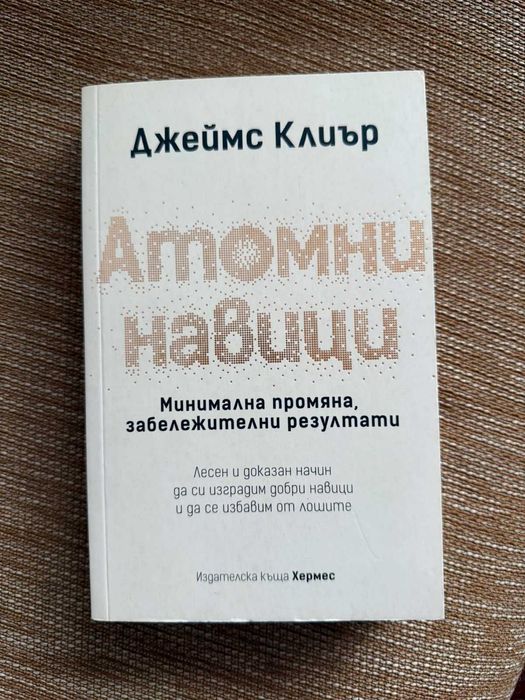 Джеймс Клиър
Атомни
навици
Минимална промяна,
забележителни резултати
Лесен и доказан начин
да си изградим добри навици
и да се избавим от лошите
Издателска къща Хермес